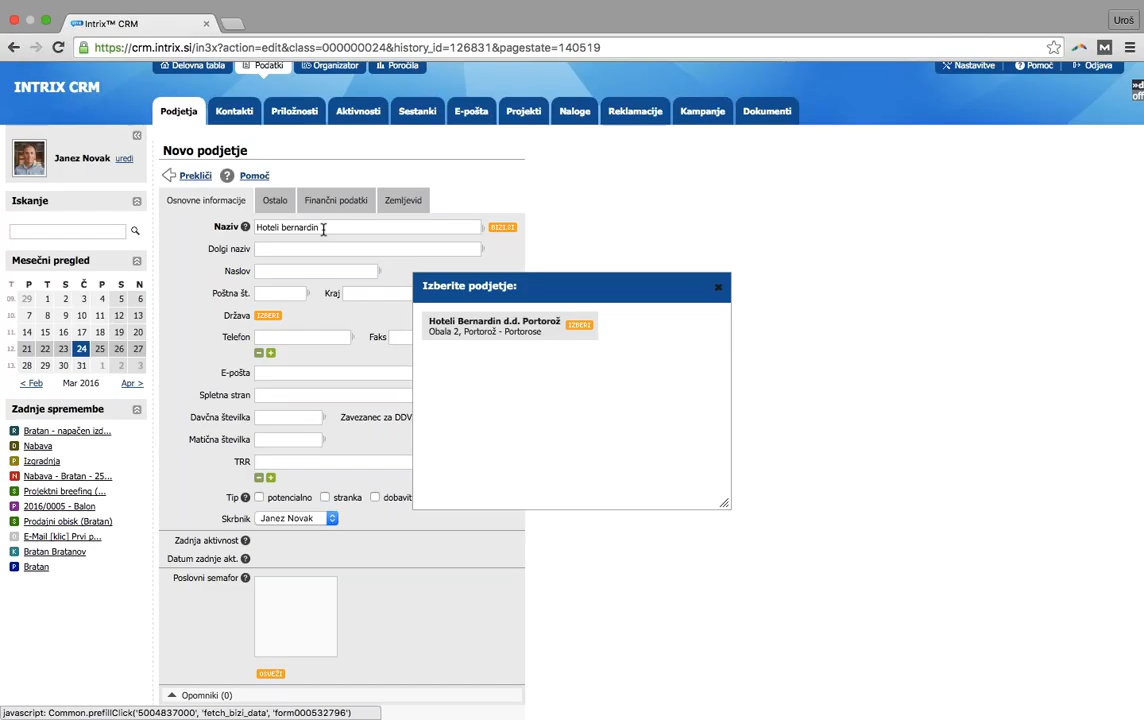 Intrix™ CRM
Uroš
https://crm.intrix.si/in3x?action=edit&class=000000024&history_id=126831&pagestate=140519
Delovna tabla
Podatki
Organizator
Poročila
Nastavitve
Pomoč
Odjava
INTRIX CRM
Podjetja
Kontakti
Priložnosti
Aktivnosti
Sestanki
E-pošta
Projekti
Naloge
Reklamacije
Kampanje
Dokumenti
Janez Novak uredi
Iskanje
Mesečni pregled
T P T S Č P S N
09. 29 1 2 3 4 5 6
10. 7 8 9 10 11 12 13
11. 14 15 16 17 18 19 20
12. 21 22 23 24 25 26 27
13. 28 29 30 31 1 2 3
< Feb Mar 2016 Apr >
Zadnje spremembe
R Bratan - napačen izd...
D Nabava
P Izgradnja
N Nabava - Bratan - 25...
S Projektni breefing (...
P 2016/0005 - Balon
S Prodajni obisk (Bratan)
E-Mail [klic] Prvi p...
K Bratan Bratanov
P Bratan
Novo podjetje
Prekliči ? Pomoč
Osnovne informacije
Ostalo
Finančni podatki
Zemljevid
Naziv ? Hoteli bernardin BIZI.SI
Dolgi naziv
Naslov
Poštna št. Kraj
Država IZBERI
Telefon Faks
E-pošta
Spletna stran
Davčna številka Zavezanec za DDV
Matična številka
TRR
Tip ? potencialno stranka dobavit
Skrbnik Janez Novak
Zadnja aktivnost ?
Datum zadnje akt. ?
Poslovni semafor ?
OSVEŽI
Opomniki (0)
Izberite podjetje:
Hoteli Bernardin d.d. Portorož IZBERI
Obala 2, Portorož - Portorose
javascript: Common.prefillClick('5004837000', 'fetch_bizi_data', 'form000532796')